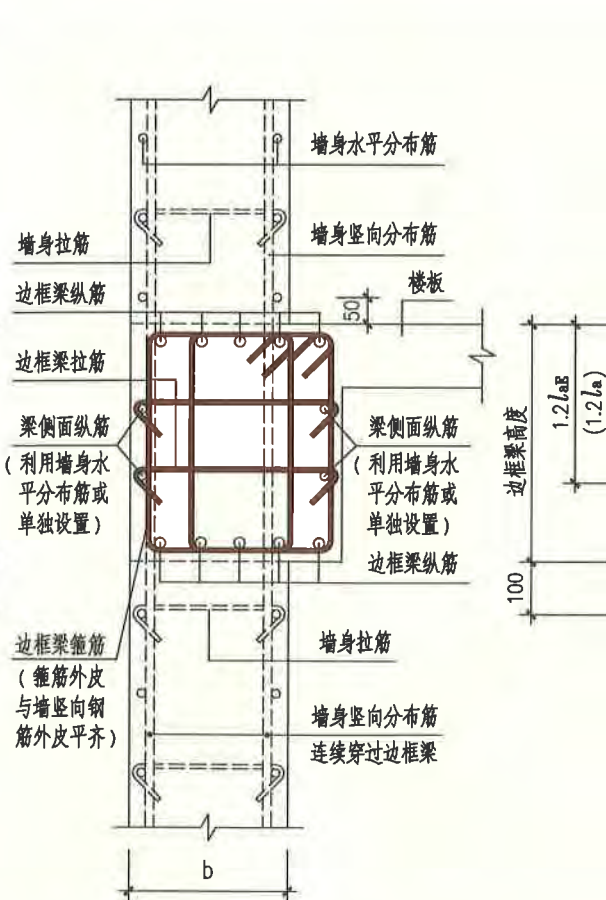 墙身水平分布筋
墙身拉筋
墙身竖向分布筋
边框梁纵筋
50
楼板
边框梁拉筋
梁侧面纵筋
（利用墙身水
平分布筋或
单独设置）
梁侧面纵筋
（利用墙身水
平分布筋或
单独设置）
边框梁高度
1.2laE
(1.2la)
边框梁纵筋
100
边框梁箍筋
（箍筋外皮
与墙竖向钢
筋外皮平齐）
墙身拉筋
墙身竖向分布筋
连续穿过边框梁
b